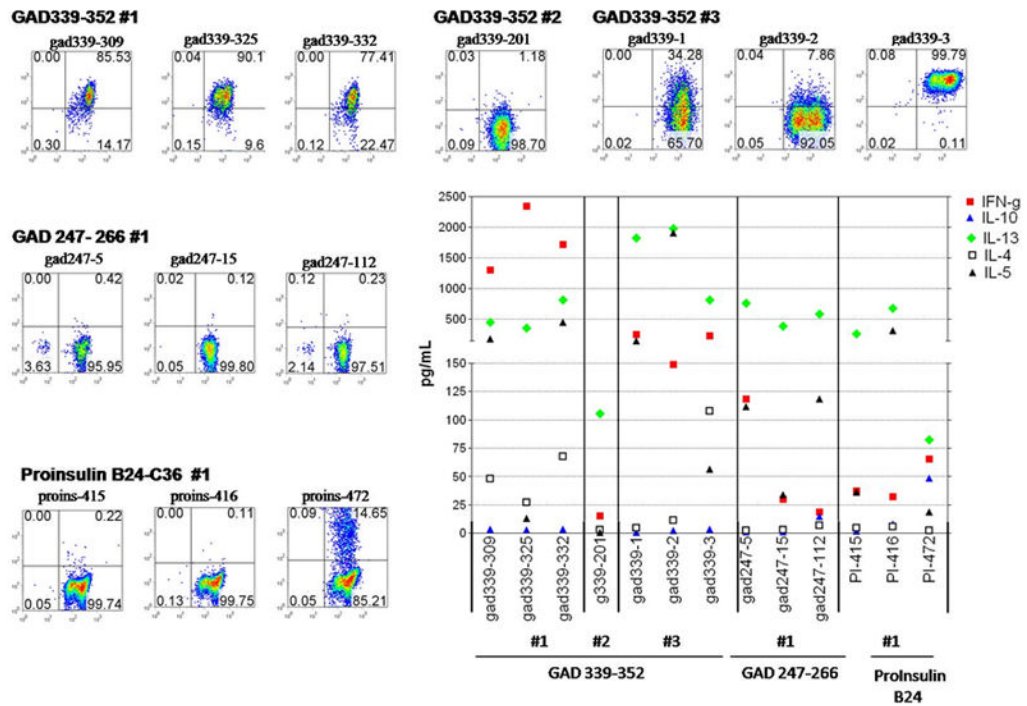 GAD339-352 #1
GAD339-352 #2
GAD339-352 #3
gad339-309
gad339-325
gad339-332
gad339-201
gad339-1
gad339-2
gad339-3
0.00 85.53
0.04 90.1
0.00 77.41
0.03 1.18
0.04 34.28
0.04 7.86
0.08 99.79
0.30 14.17
0.15 9.6
0.12 22.47
0.09 98.70
0.02 65.70
0.05 92.05
0.02 0.11
GAD 247- 266 #1
gad247-5
gad247-15
gad247-112
0.00 0.42
0.02 0.12
0.12 0.23
3.63 95.95
0.05 99.80
2.14 97.51
Proinsulin B24-C36 #1
proins-415
proins-416
proins-472
0.00 0.22
0.00 0.11
0.09 14.65
0.05 99.74
0.13 99.75
0.05 85.21
pg/mL
2500
2000
1500
1000
500
150
125
100
75
50
25
0
IFN-g
IL-10
IL-13
IL-4
IL-5
gad339-309
gad339-325
gad339-332
g339-201
gad339-1
gad339-2
gad339-3
gad247-5
gad247-15
gad247-112
PI-415
PI-416
PI-472
#1 #2 #3 #1 #1
GAD 339-352
GAD 247-266
ProInsulin
B24